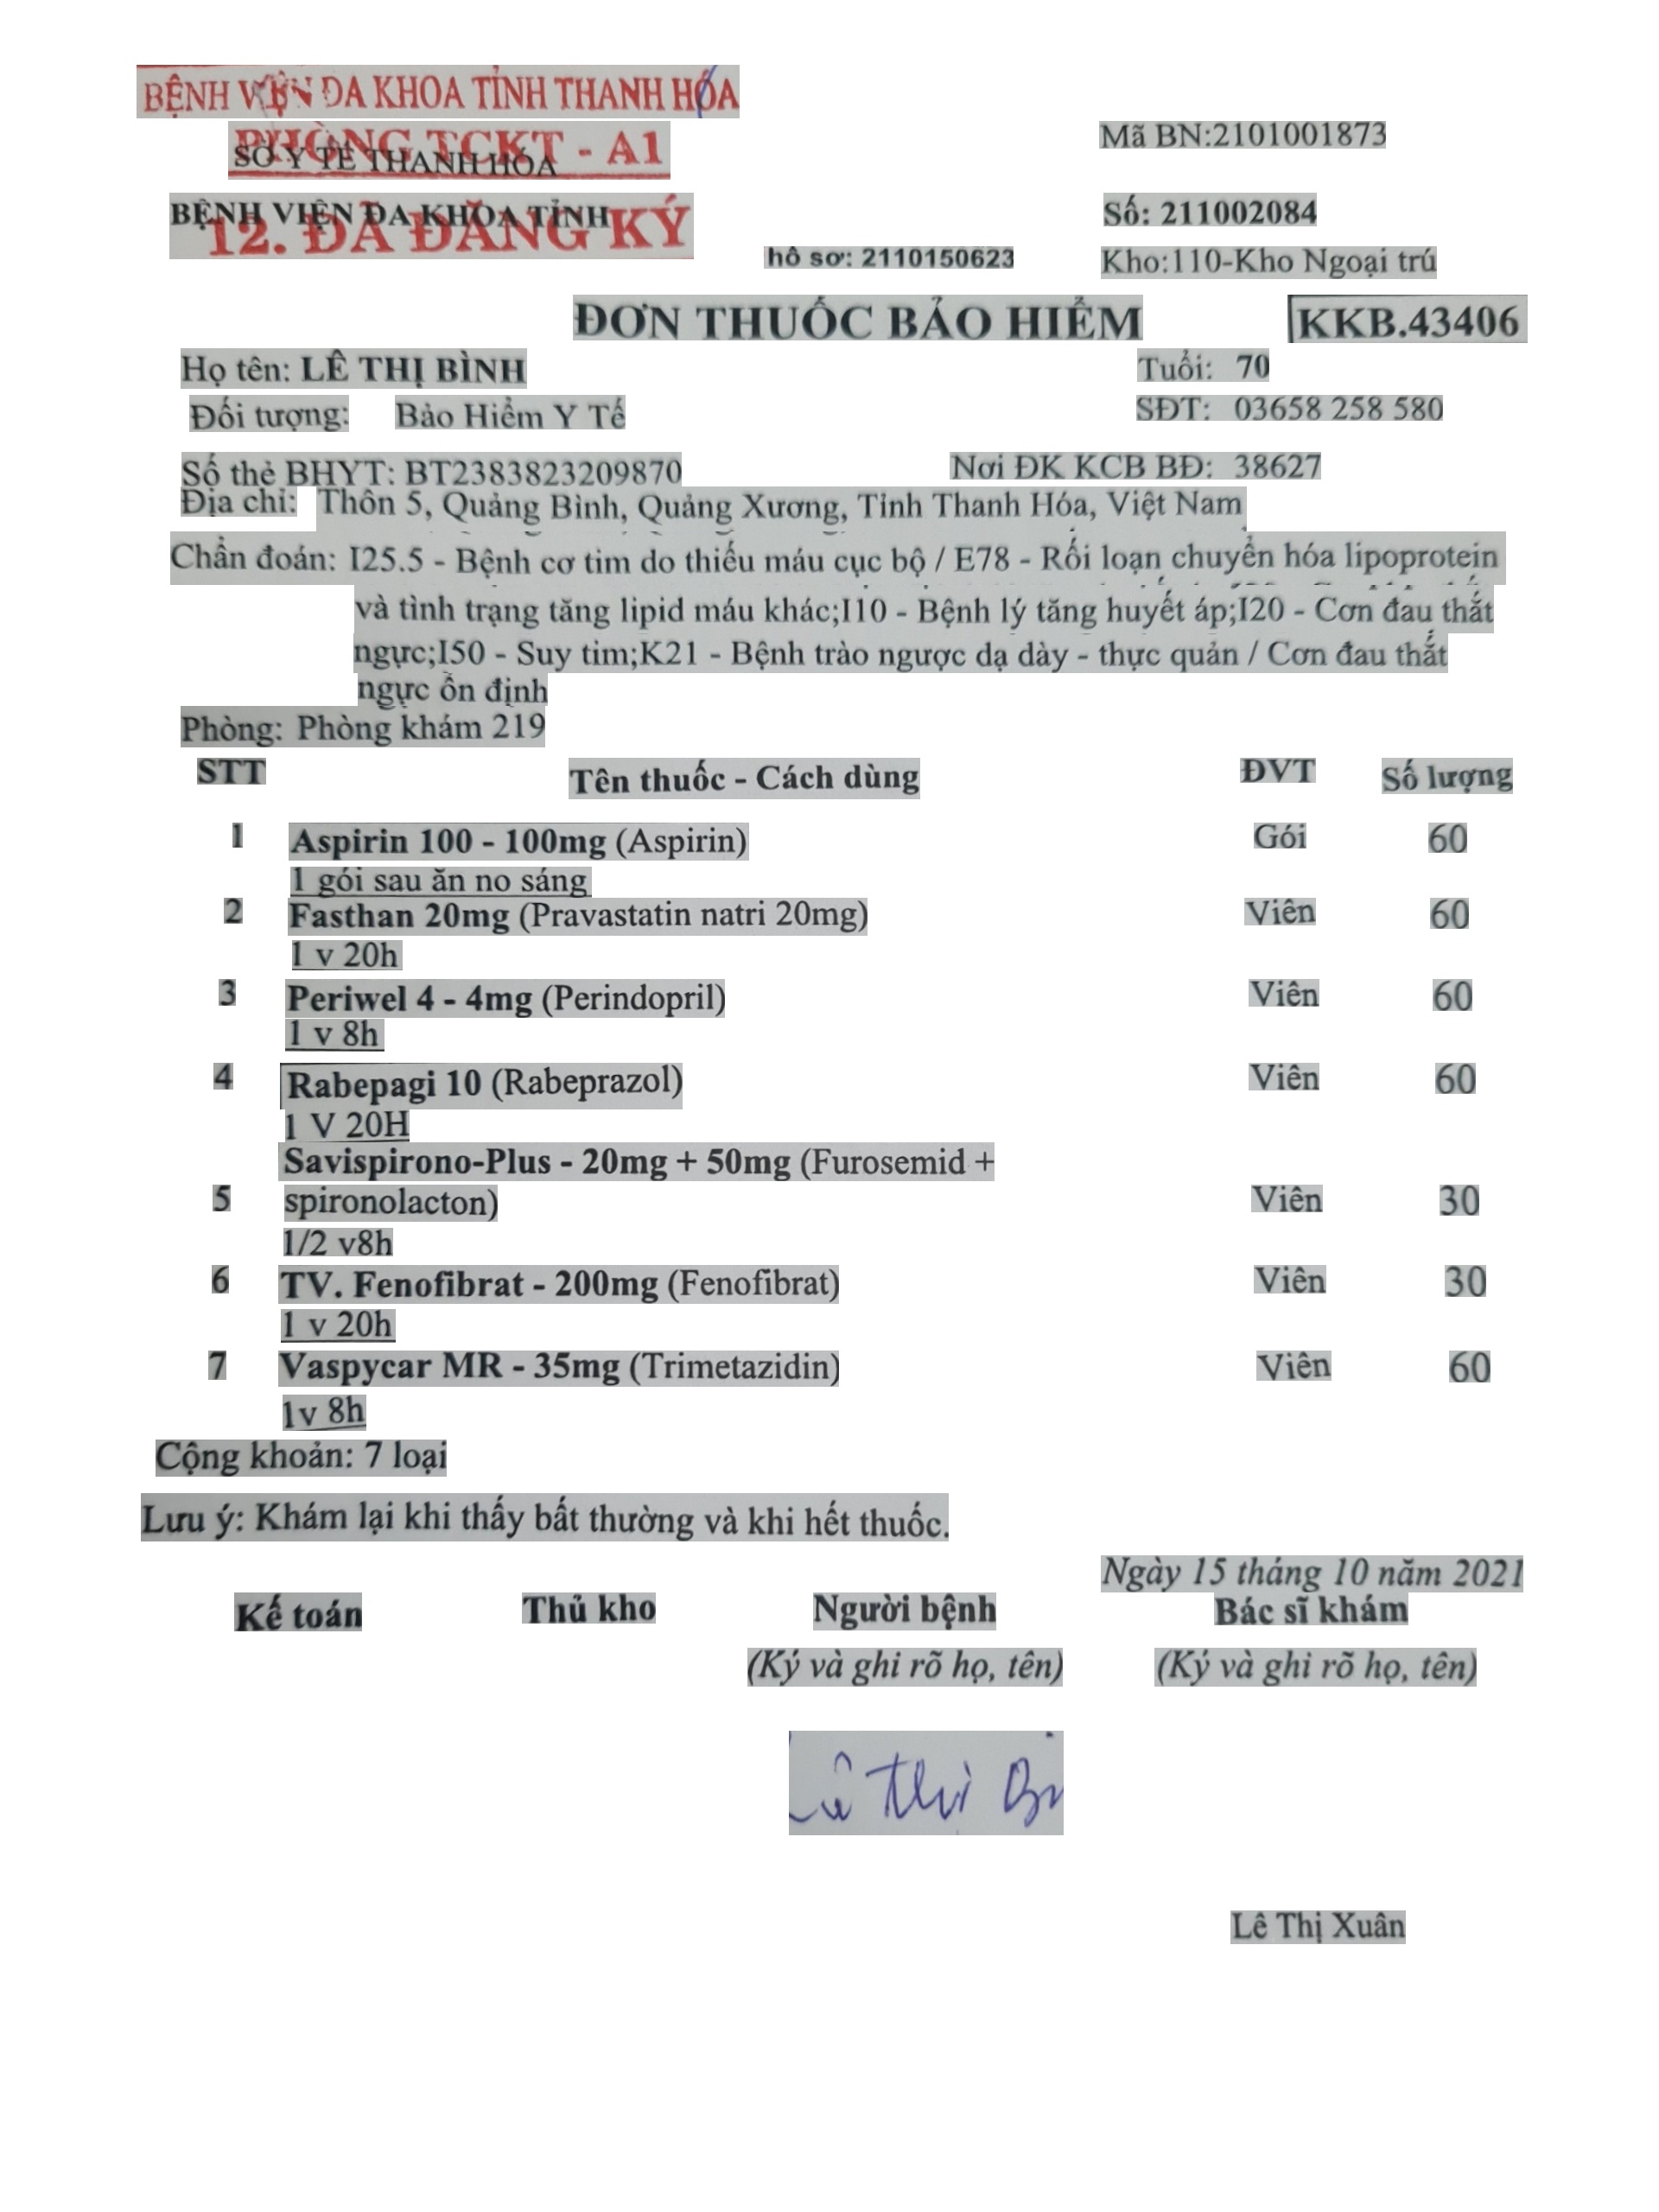 BỆNH VIỆN ĐA KHOA TỈNH THANH HÓA
PHÒNG TCKT - A1
SỞ Y TẾ THANH HÓA
Mã BN:2101001873
BỆNH VIỆN ĐA KHOA TỈNH
12. ĐÃ ĐĂNG KÝ
Số: 211002084
hồ sơ: 2110150623
Kho:110-Kho Ngoại trú
ĐƠN THUỐC BẢO HIỂM
KKB.43406
Họ tên: LÊ THỊ BÌNH
Tuổi: 70
Đối tượng: Bảo Hiểm Y Tế
SĐT: 03658 258 580
Số thẻ BHYT: BT2383823209870
Nơi ĐK KCB BĐ: 38627
Địa chỉ: Thôn 5, Quảng Bình, Quảng Xương, Tỉnh Thanh Hóa, Việt Nam
Chẩn đoán: I25.5 - Bệnh cơ tim do thiếu máu cục bộ / E78 - Rối loạn chuyển hóa lipoprotein
và tình trạng tăng lipid máu khác;I10 - Bệnh lý tăng huyết áp;I20 - Cơn đau thắt
ngực;I50 - Suy tim;K21 - Bệnh trào ngược dạ dày - thực quản / Cơn đau thắt
ngực ổn định
Phòng: Phòng khám 219
STT Tên thuốc - Cách dùng ĐVT Số lượng
1 Aspirin 100 - 100mg (Aspirin) Gói 60
1 gói sau ăn no sáng
2 Fasthan 20mg (Pravastatin natri 20mg) Viên 60
1 v 20h
3 Periwel 4 - 4mg (Perindopril) Viên 60
1 v 8h
4 Rabepagi 10 (Rabeprazol) Viên 60
1 V 20H
Savispirono-Plus - 20mg + 50mg (Furosemid +
5 spironolacton) Viên 30
1/2 v8h
6 TV. Fenofibrat - 200mg (Fenofibrat) Viên 30
1 v 20h
7 Vaspycar MR - 35mg (Trimetazidin) Viên 60
1v 8h
Cộng khoản: 7 loại
Lưu ý: Khám lại khi thấy bất thường và khi hết thuốc.
Ngày 15 tháng 10 năm 2021
Kế toán Thủ kho Người bệnh Bác sĩ khám
(Ký và ghi rõ họ, tên) (Ký và ghi rõ họ, tên)
Lê Thị
Lê Thị Xuân